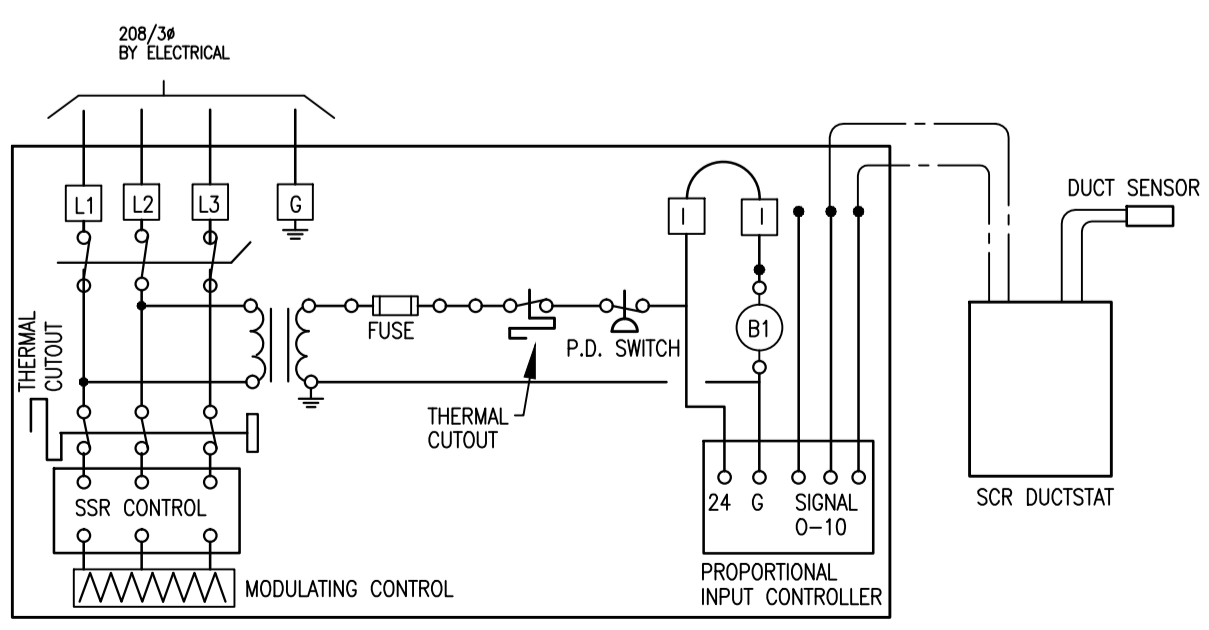 208/3ø
BY ELECTRICAL
L1
L2
L3
G
I
I
DUCT SENSOR
THERMAL
CUTOUT
FUSE
P.D. SWITCH
B1
THERMAL
CUTOUT
SSR CONTROL
24
G
SIGNAL
0-10
SCR DUCTSTAT
MODULATING CONTROL
PROPORTIONAL
INPUT CONTROLLER